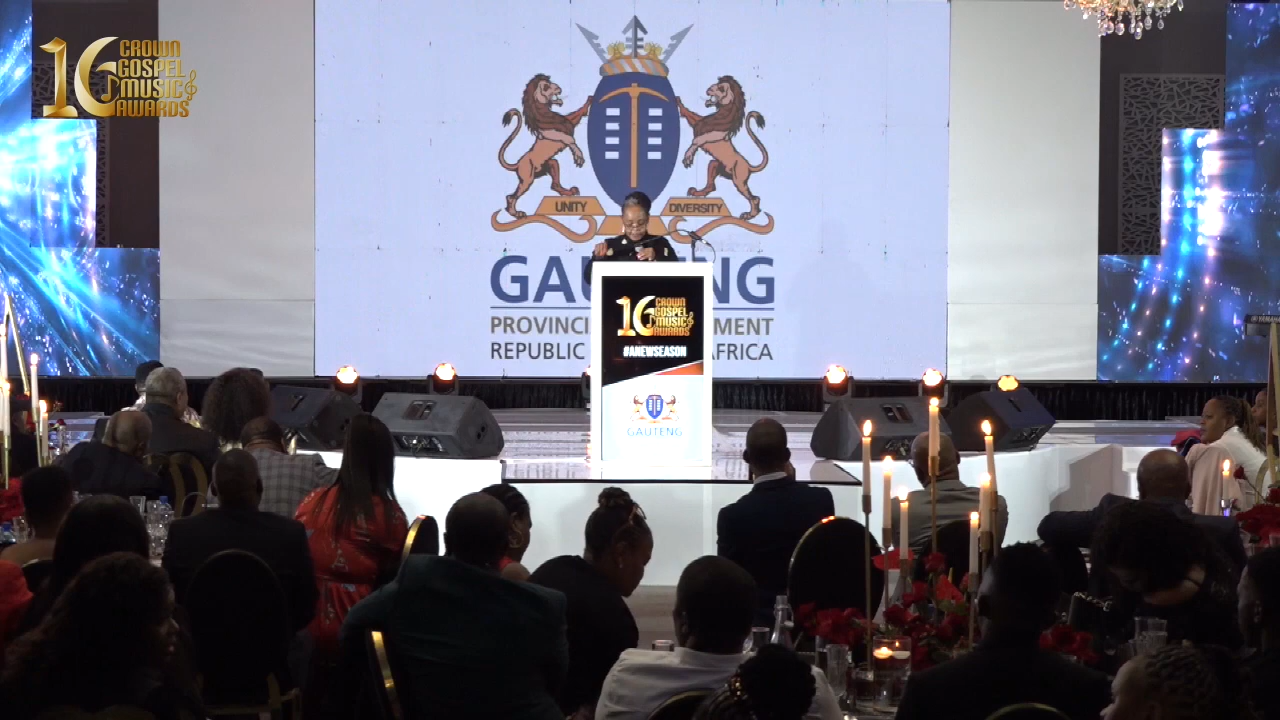 16 CROWN
GOSPEL
MUSIC
AWARDS
UNITY DIVERSITY
GAU NG
PROVINCI MENT
REPUBLIC AFRICA
16 CROWN
GOSPEL
MUSIC
AWARDS
#ANEWSEASON
GAUTENG